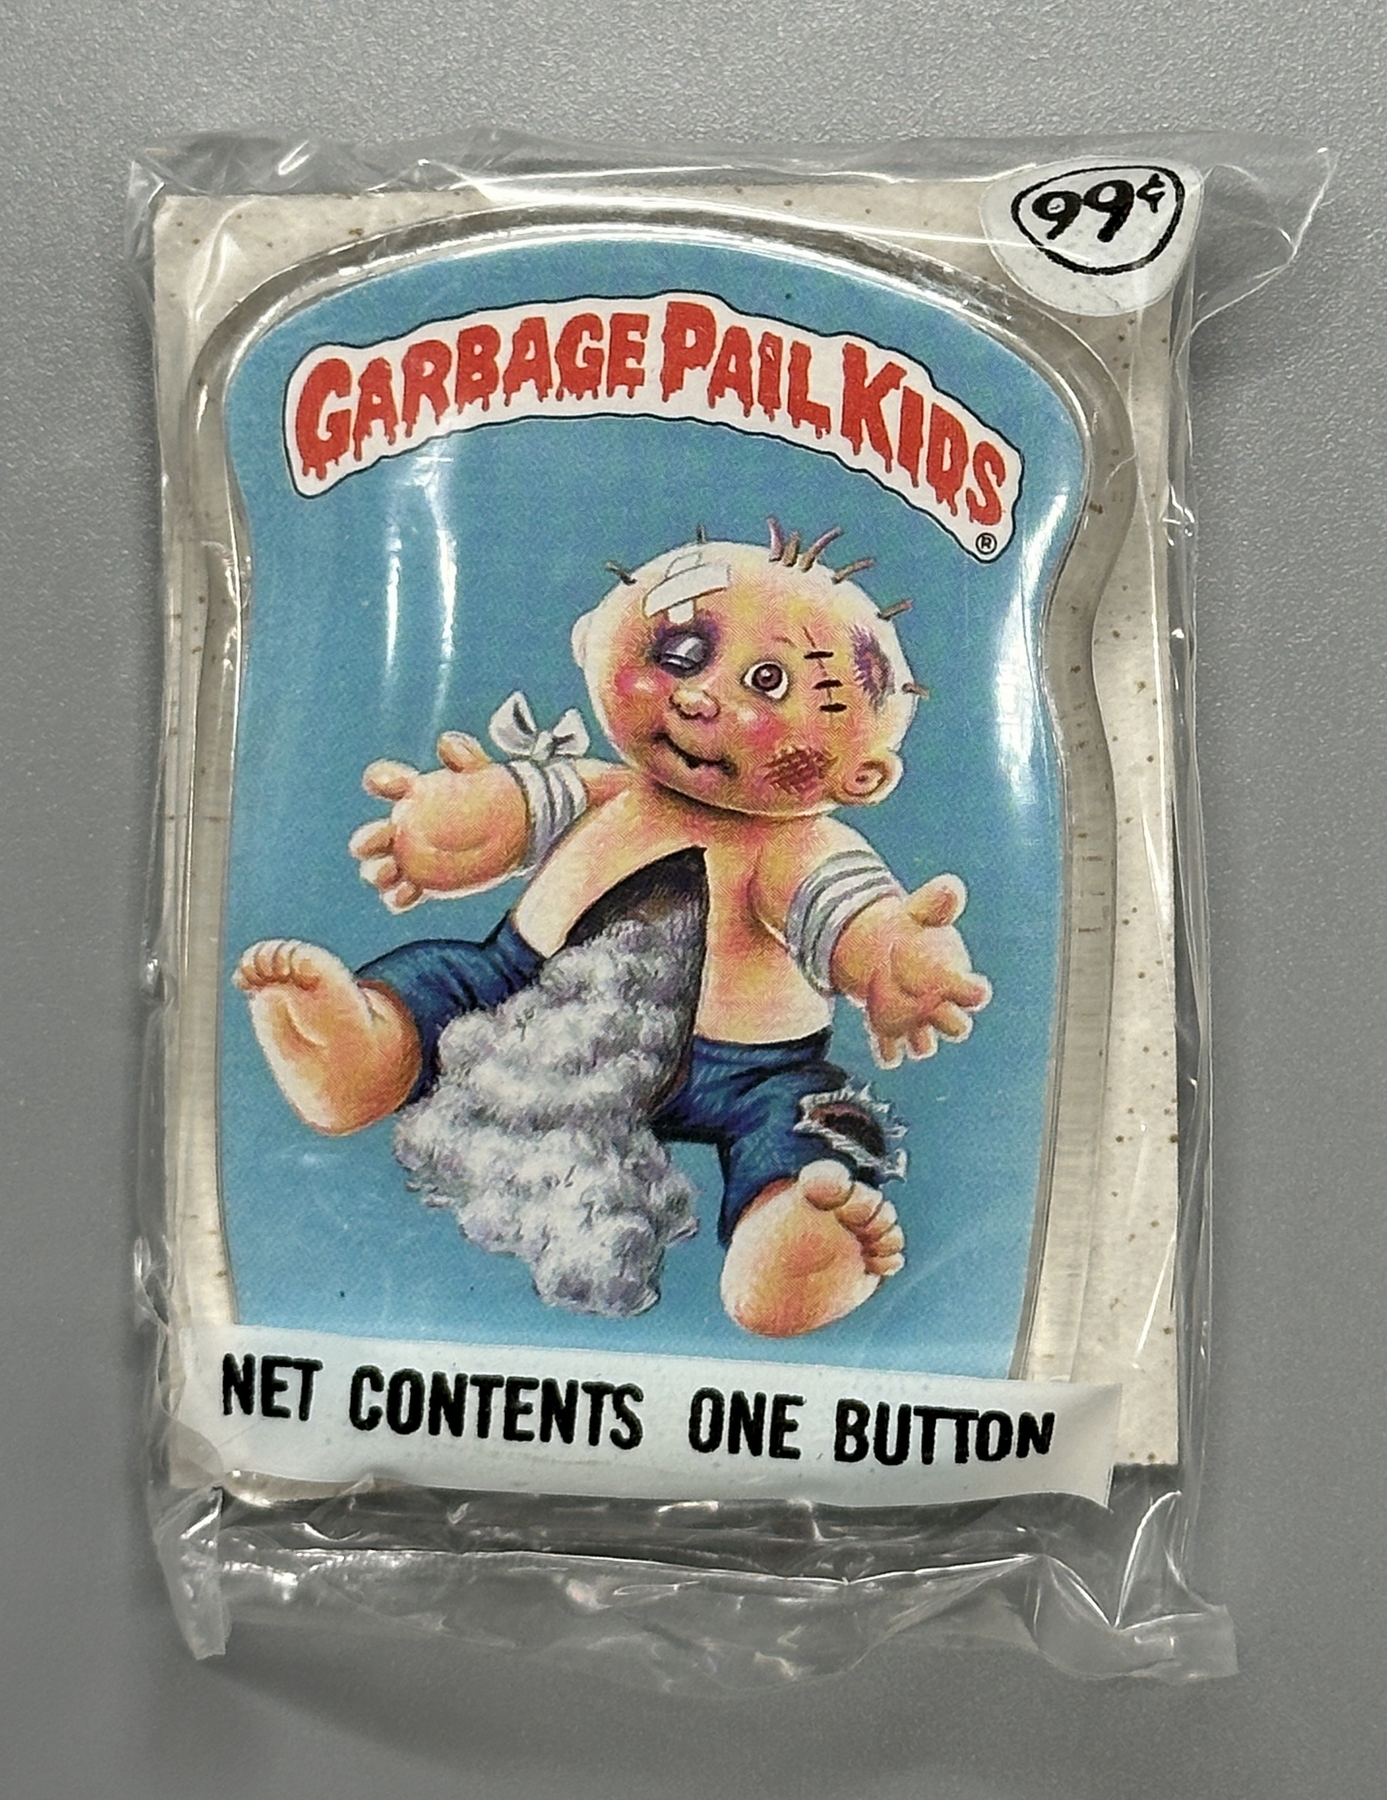 99¢
GARBAGE PAIL KIDS
®
NET CONTENTS ONE BUTTON